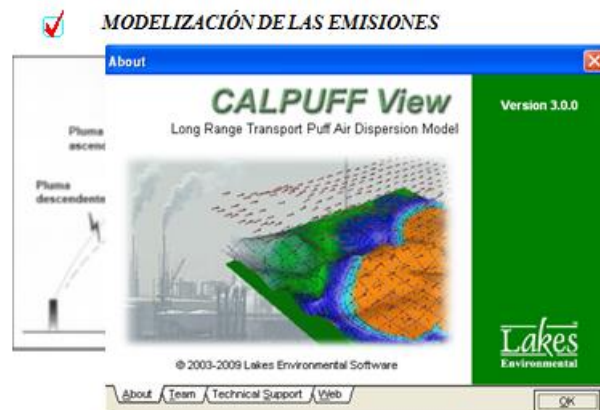 MODELIZACIÓN DE LAS EMISIONES
About
CALPUFF View
Version 3.0.0
Long Range Transport Puff Air Dispersion Model
Pluma
ascend
Pluma
descendente
Lakes
Environmental
© 2003-2009 Lakes Environmental Software
About Team Technical Support Web
OK